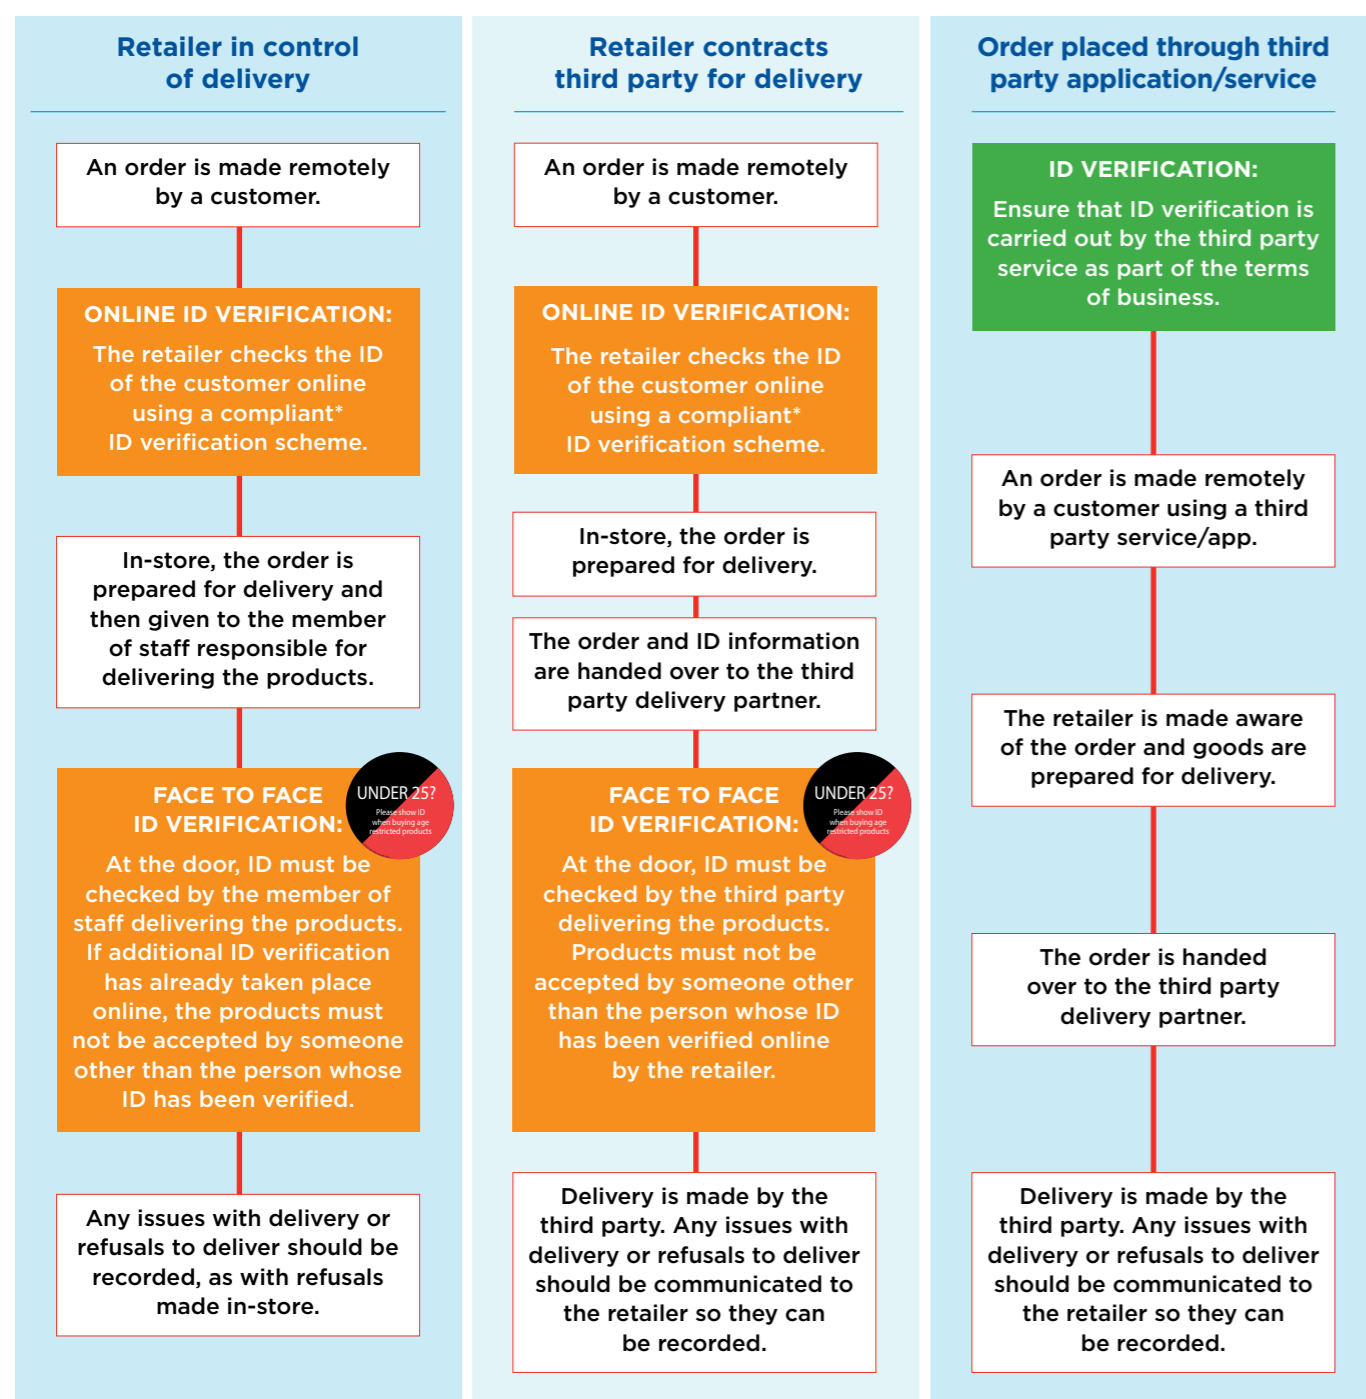 Retailer in control
of delivery
An order is made remotely
by a customer.
ONLINE ID VERIFICATION:
The retailer checks the ID
of the customer online
using a compliant*
ID verification scheme.
In-store, the order is
prepared for delivery and
then given to the member
of staff responsible for
delivering the products.
FACE TO FACE
ID VERIFICATION:
UNDER 25?
Please show ID
when buying age
restricted products
At the door, ID must be
checked by the member of
staff delivering the products.
If additional ID verification
has already taken place
online, the products must
not be accepted by someone
other than the person whose
ID has been verified.
Any issues with delivery or
refusals to deliver should be
recorded, as with refusals
made in-store.
Retailer contracts
third party for delivery
An order is made remotely
by a customer.
ONLINE ID VERIFICATION:
The retailer checks the ID
of the customer online
using a compliant*
ID verification scheme.
In-store, the order is
prepared for delivery.
The order and ID information
are handed over to the third
party delivery partner.
FACE TO FACE
ID VERIFICATION:
UNDER 25?
Please show ID
when buying age
restricted products
At the door, ID must be
checked by the third party
delivering the products.
Products must not be
accepted by someone other
than the person whose ID
has been verified online
by the retailer.
Delivery is made by the
third party. Any issues with
delivery or refusals to deliver
should be communicated to
the retailer so they can
be recorded.
Order placed through third
party application/service
ID VERIFICATION:
Ensure that ID verification is
carried out by the third party
service as part of the terms
of business.
An order is made remotely
by a customer using a third
party service/app.
The retailer is made aware
of the order and goods are
prepared for delivery.
The order is handed
over to the third party
delivery partner.
Delivery is made by the
third party. Any issues with
delivery or refusals to deliver
should be communicated to
the retailer so they can
be recorded.